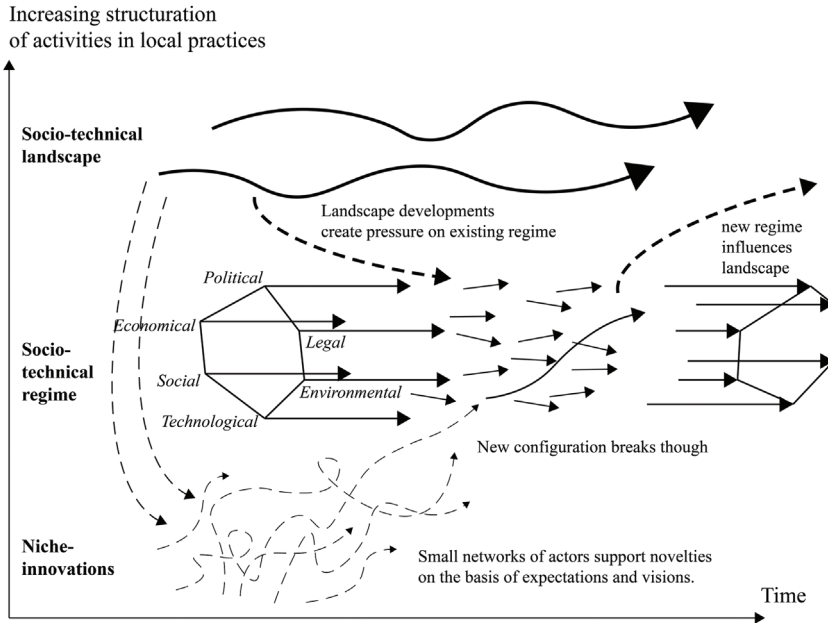 Increasing structuration
of activities in local practices
Socio-technical
landscape
Landscape developments
create pressure on existing regime
new regime
influences
landscape
Political
Economical
Legal
Socio-
technical
regime
Social
Environmental
Technological
New configuration breaks though
Niche-
innovations
Small networks of actors support novelties
on the basis of expectations and visions.
Time